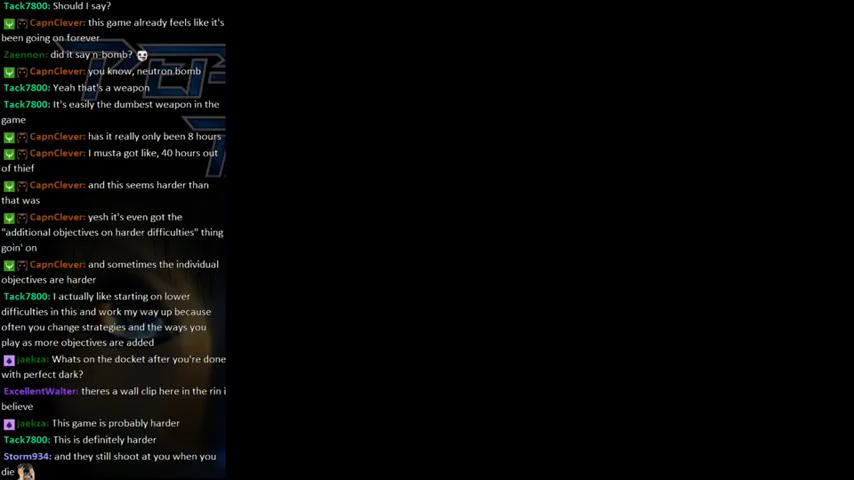 Tack7800: Should I say?
CapnClever: this game already feels like it's
been going on forever
Zaennon: did it say n-bomb?
CapnClever: you know, neutron bomb
Tack7800: Yeah that's a weapon
Tack7800: It's easily the dumbest weapon in the
game
CapnClever: has it really only been 8 hours
CapnClever: I musta got like, 40 hours out
of thief
CapnClever: and this seems harder than
that was
CapnClever: yesh it's even got the
"additional objectives on harder difficulties" thing
goin' on
CapnClever: and sometimes the individual
objectives are harder
Tack7800: I actually like starting on lower
difficulties in this and work my way up because
often you change strategies and the ways you
play as more objectives are added
Jaekza: Whats on the docket after you're done
with perfect dark?
ExcellentWalter: theres a wall clip here in the rin i
believe
Jaekza: This game is probably harder
Tack7800: This is definitely harder
Storm934: and they still shoot at you when you
die